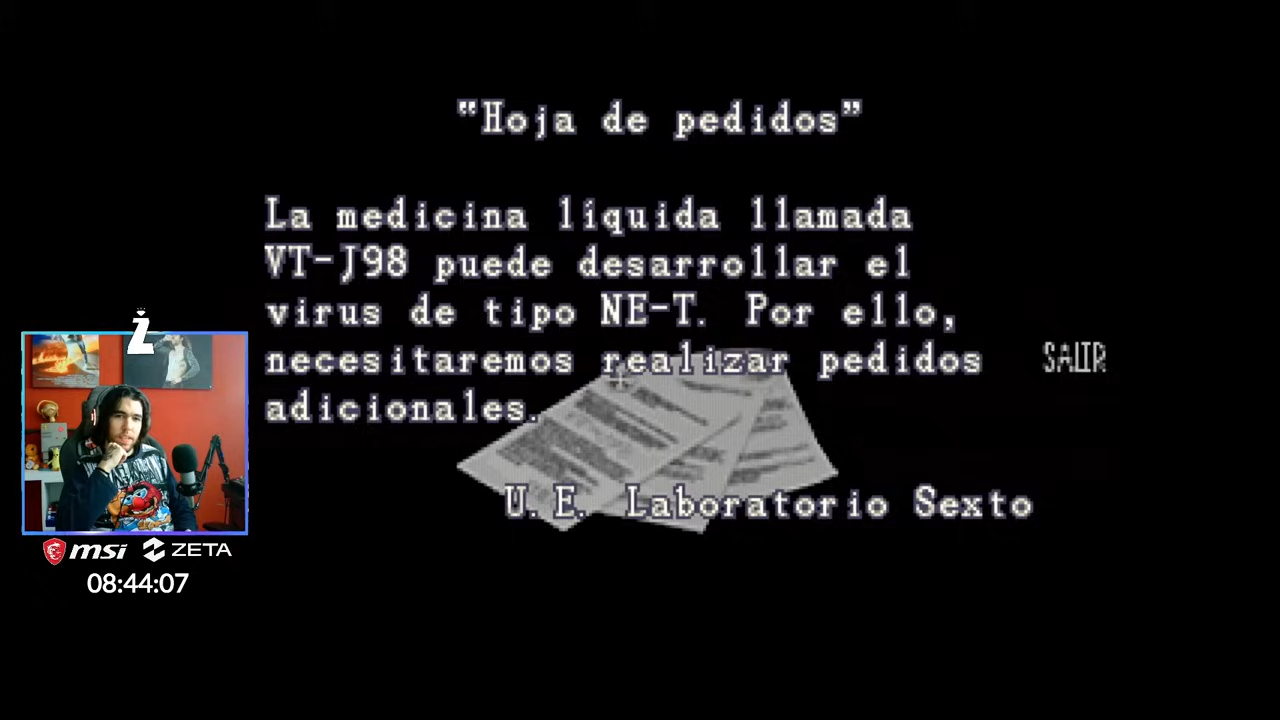 "Hoja de pedidos"
La medicina líquida llamada
VT-J98 puede desarrollar el
virus de tipo NE-T. Por ello,
necesitaremos realizar pedidos
adicionales.
SALIR
U.E. Laboratorio Sexto
Z
msi ZETA
08:44:07